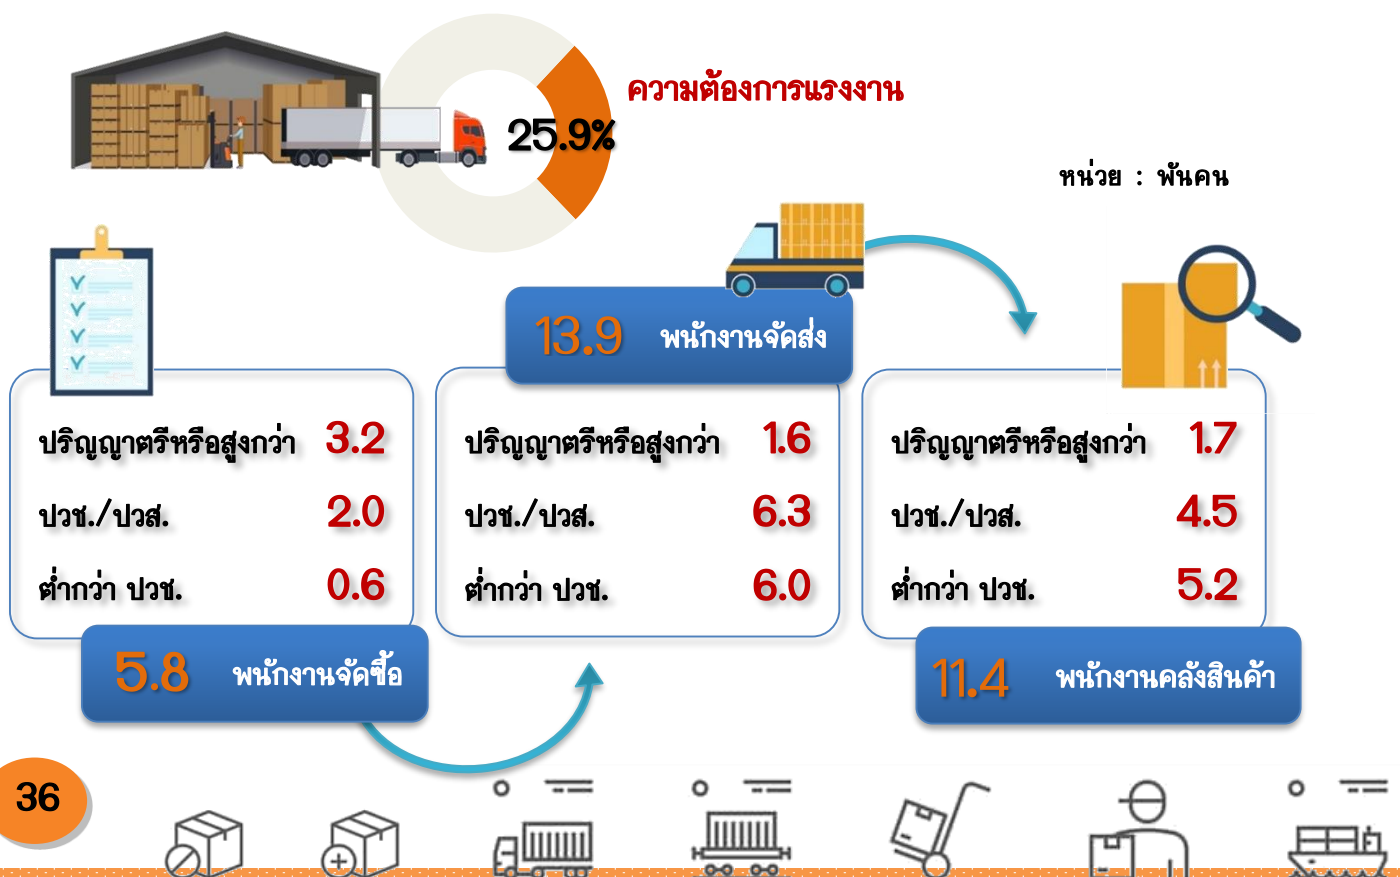 25.9%
ความต้องการแรงงาน
หน่วย : พันคน
ปริญญาตรีหรือสูงกว่า 3.2
ปวช./ปวส. 2.0
ต่ำกว่า ปวช. 0.6
5.8 พนักงานจัดซื้อ
13.9 พนักงานจัดส่ง
ปริญญาตรีหรือสูงกว่า 1.6
ปวช./ปวส. 6.3
ต่ำกว่า ปวช. 6.0
ปริญญาตรีหรือสูงกว่า 1.7
ปวช./ปวส. 4.5
ต่ำกว่า ปวช. 5.2
11.4 พนักงานคลังสินค้า
36